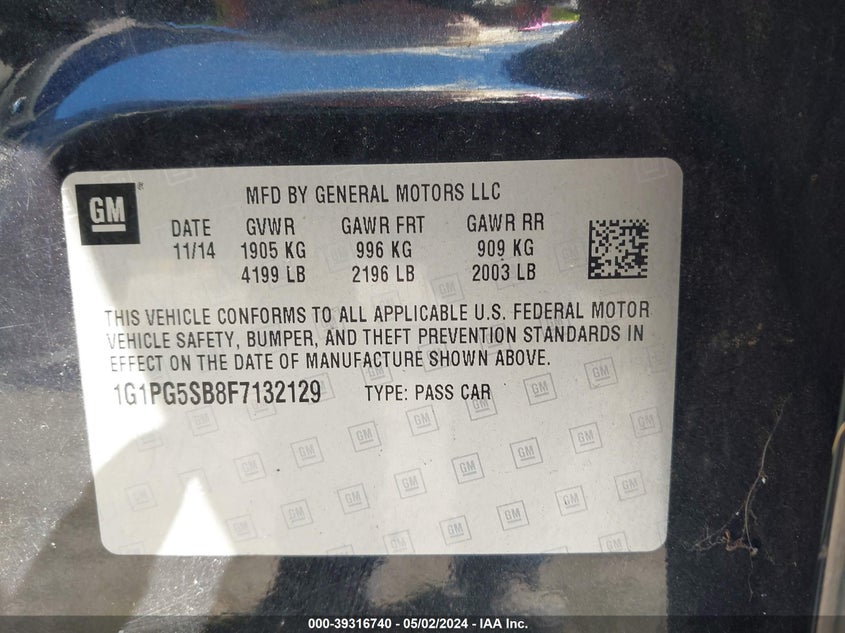 GM ®
MFD BY GENERAL MOTORS LLC
DATE GVWR GAWR FRT GAWR RR
11/14 1905 KG 996 KG 909 KG
4199 LB 2196 LB 2003 LB
THIS VEHICLE CONFORMS TO ALL APPLICABLE U.S. FEDERAL MOTOR
VEHICLE SAFETY, BUMPER, AND THEFT PREVENTION STANDARDS IN
EFFECT ON THE DATE OF MANUFACTURE SHOWN ABOVE.
1G1PG5SB8F7132129 TYPE: PASS CAR
000-39316740 - 05/02/2024 - IAA Inc.